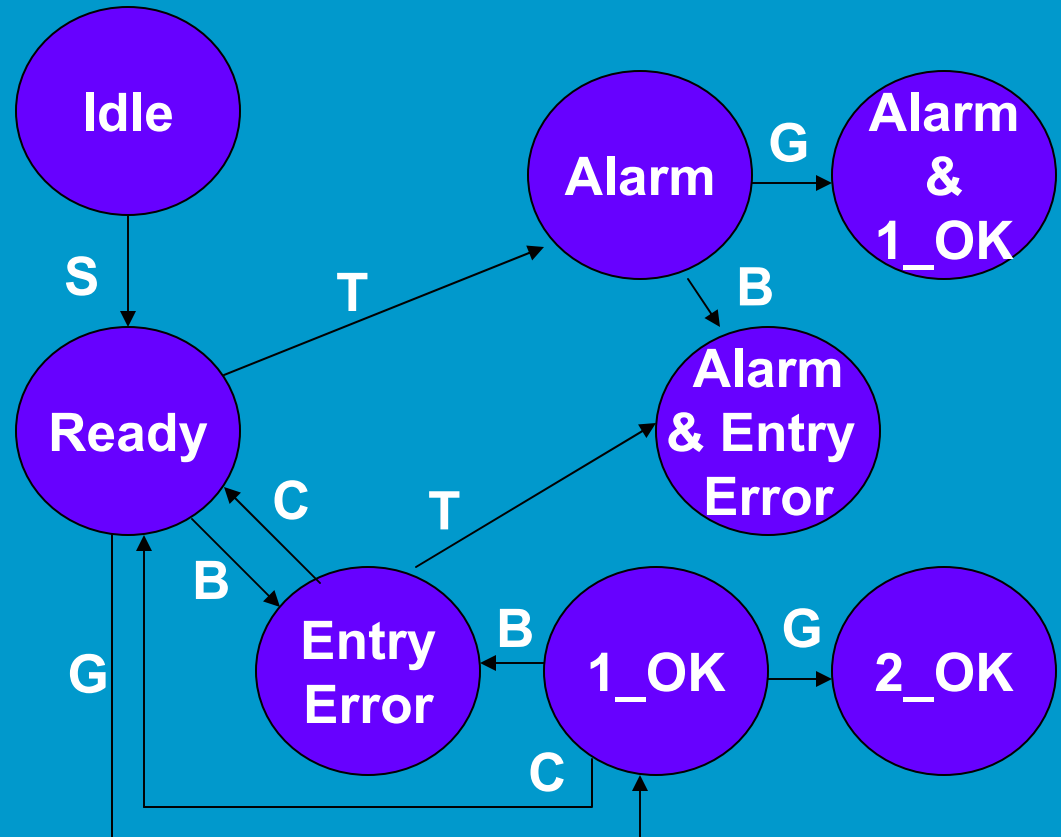 Idle
Alarm
G
Alarm
&
1_OK
S
T
B
Ready
Alarm
& Entry
Error
C
T
B
Entry
Error
B
1_OK
G
2_OK
G
C